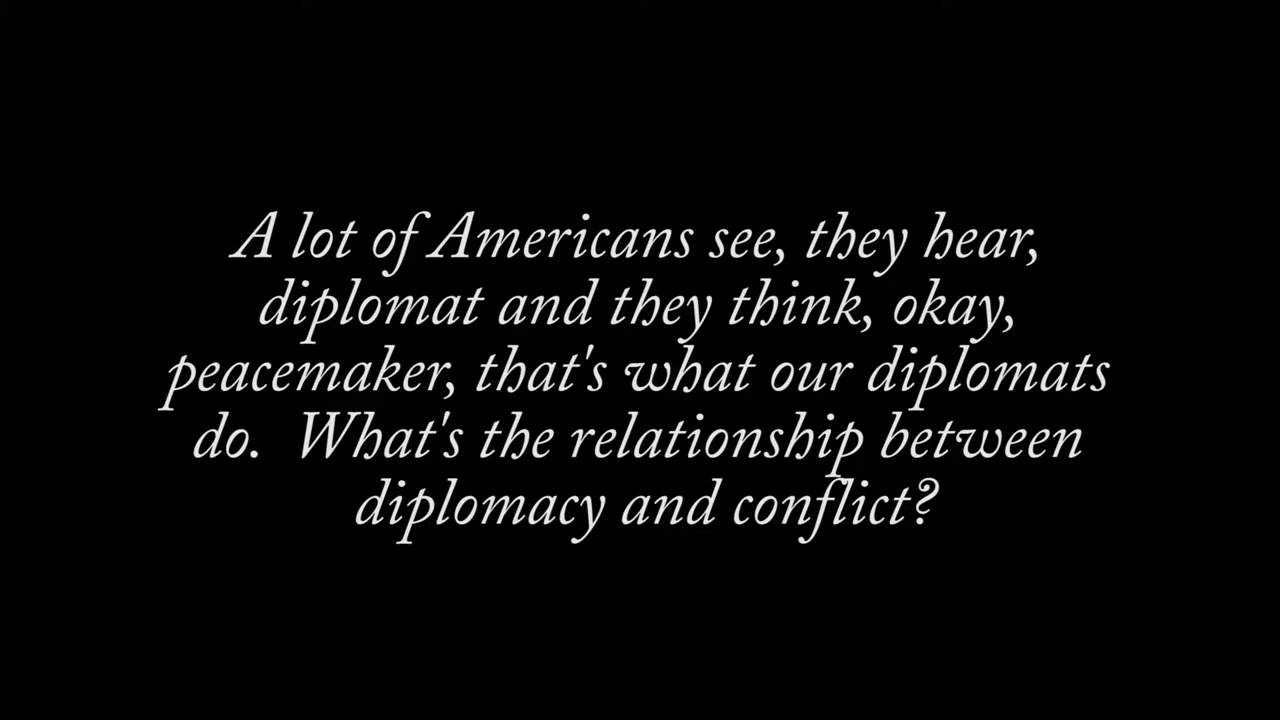 A lot of Americans see, they hear,
diplomat and they think, okay,
peacemaker, that's what our diplomats
do.  What's the relationship between
diplomacy and conflict?